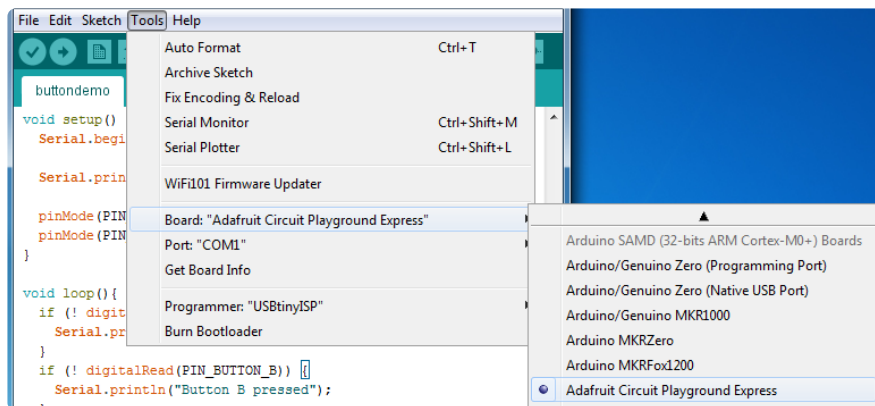 File Edit Sketch Tools Help
Auto Format Ctrl+T
Archive Sketch
Fix Encoding & Reload
Serial Monitor Ctrl+Shift+M
Serial Plotter Ctrl+Shift+L
WiFi101 Firmware Updater
Board: "Adafruit Circuit Playground Express"
Port: "COM1"
Get Board Info
Programmer: "USBtinyISP"
Burn Bootloader
Arduino SAMD (32-bits ARM Cortex-M0+) Boards
Arduino/Genuino Zero (Programming Port)
Arduino/Genuino Zero (Native USB Port)
Arduino/Genuino MKR1000
Arduino MKRZero
Arduino MKRFox1200
Adafruit Circuit Playground Express
buttondemo
void setup()
Serial.begi
Serial.prin
pinMode(PIN
pinMode(PIN
}
void loop(){
if (! digit
Serial.pr
}
if (! digitalRead(PIN_BUTTON_B)) {
Serial.println("Button B pressed");